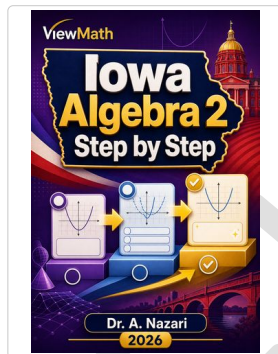 ViewMath
Iowa
Algebra 2
Step by Step
Dr. A. Nazari
2026